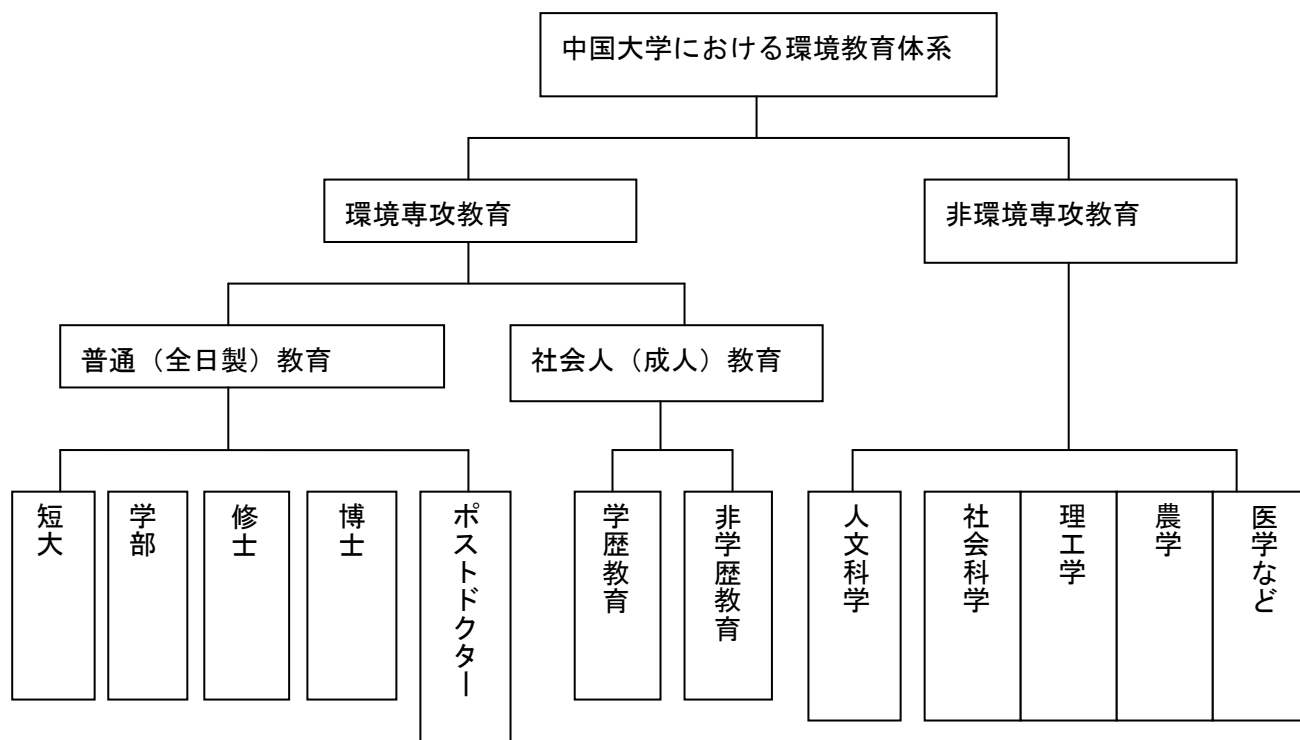 中国大学における環境教育体系
環境専攻教育
非環境専攻教育
普通（全日製）教育
社会人（成人）教育
短大
学部
修士
博士
ポストドクター
学歴教育
非学歴教育
人文科学
社会科学
理工学
農学
医学など